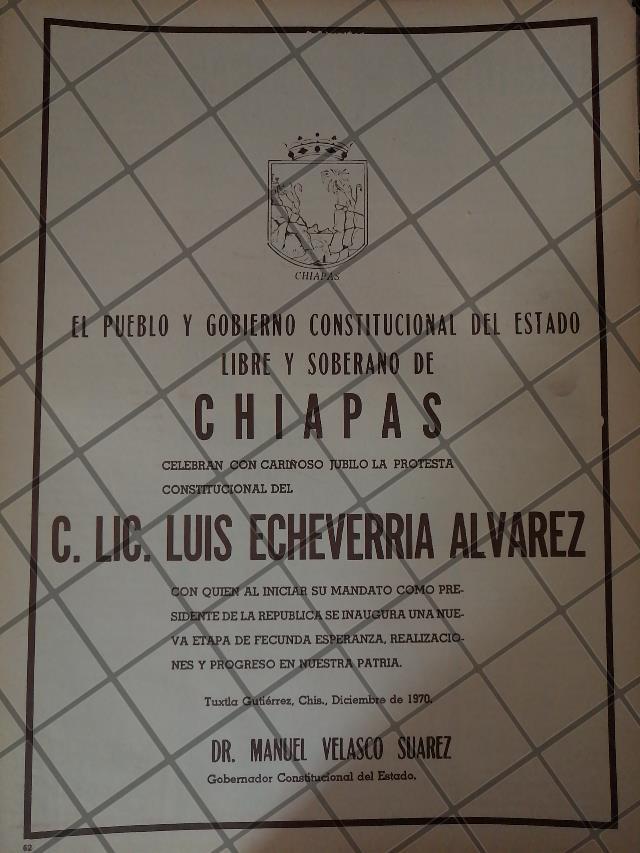 CHIAPAS
EL PUEBLO Y GOBIERNO CONSTITUCIONAL DEL ESTADO
LIBRE Y SOBERANO DE
CHIAPAS
CELEBRAN CON CARIÑOSO JUBILO LA PROTESTA
CONSTITUCIONAL DEL
C. LIC. LUIS ECHEVERRIA ALVAREZ
CON QUIEN AL INICIAR SU MANDATO COMO PRE-
SIDENTE DE LA REPUBLICA SE INAUGURA UNA NUE-
VA ETAPA DE FECUNDA ESPERANZA, REALIZACIO-
NES Y PROGRESO EN NUESTRA PATRIA.
Tuxtla Gutiérrez, Chis., Diciembre de 1970.
DR. MANUEL VELASCO SUAREZ
Gobernador Constitucional del Estado.
62